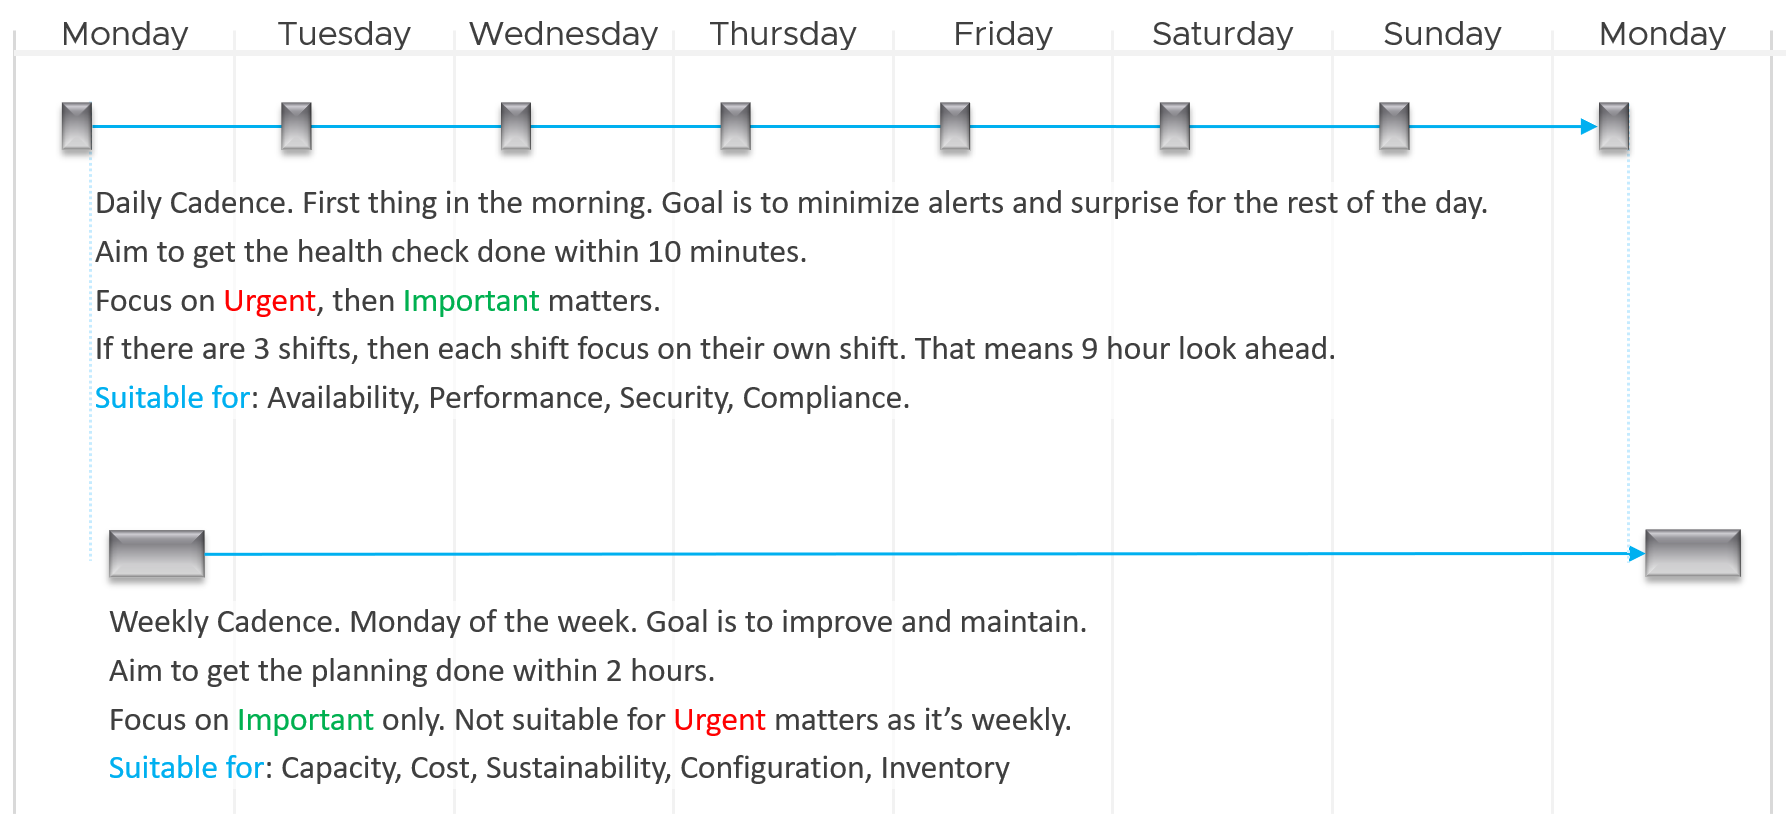 Monday Tuesday Wednesday Thursday Friday Saturday Sunday Monday
Daily Cadence. First thing in the morning. Goal is to minimize alerts and surprise for the rest of the day.
Aim to get the health check done within 10 minutes.
Focus on Urgent, then Important matters.
If there are 3 shifts, then each shift focus on their own shift. That means 9 hour look ahead.
Suitable for: Availability, Performance, Security, Compliance.
Weekly Cadence. Monday of the week. Goal is to improve and maintain.
Aim to get the planning done within 2 hours.
Focus on Important only. Not suitable for Urgent matters as it’s weekly.
Suitable for: Capacity, Cost, Sustainability, Configuration, Inventory